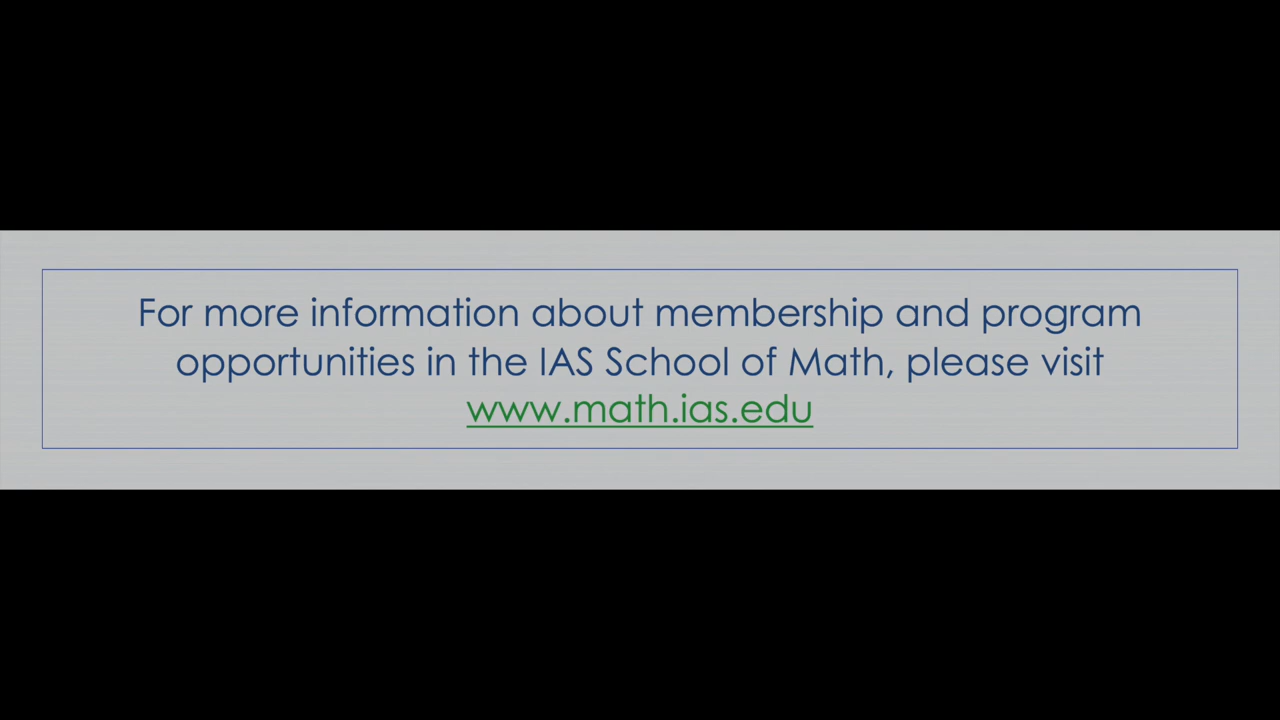 For more information about membership and program
opportunities in the IAS School of Math, please visit
www.math.ias.edu